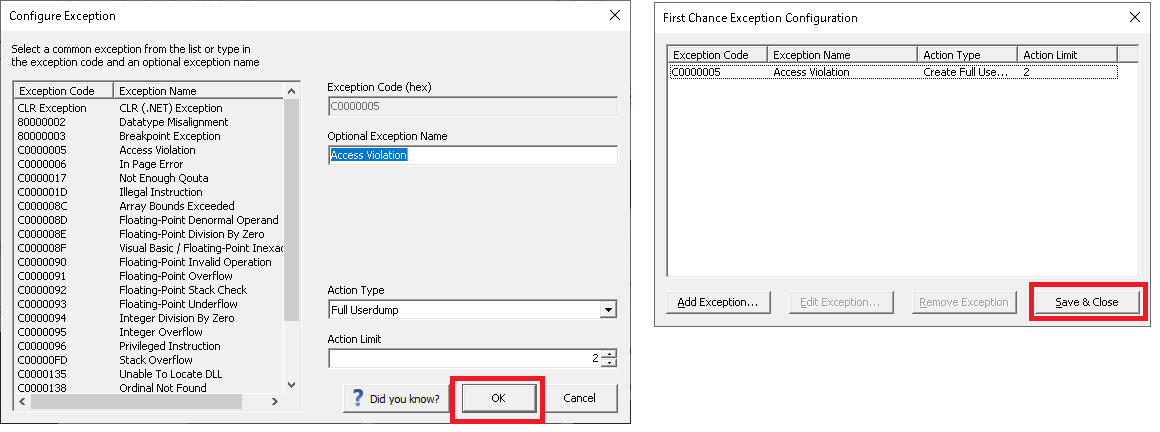 Configure Exception
Select a common exception from the list or type in
the exception code and an optional exception name
Exception Code Exception Name
CLR Exception CLR (.NET) Exception
80000002 Datatype Misalignment
80000003 Breakpoint Exception
C0000005 Access Violation
C0000006 In Page Error
C0000017 Not Enough Qouta
C000001D Illegal Instruction
C000008C Array Bounds Exceeded
C000008D Floating-Point Denormal Operand
C000008E Floating-Point Division By Zero
C000008F Visual Basic / Floating-Point Inexac
C0000090 Floating-Point Invalid Operation
C0000091 Floating-Point Overflow
C0000092 Floating-Point Stack Check
C0000093 Floating-Point Underflow
C0000094 Integer Division By Zero
C0000095 Integer Overflow
C0000096 Privileged Instruction
C00000FD Stack Overflow
C0000135 Unable To Locate DLL
C0000138 Ordinal Not Found
Exception Code (hex)
C0000005
Optional Exception Name
Access Violation
Action Type
Full Userdump
Action Limit
2
? Did you know?
OK
Cancel
First Chance Exception Configuration
Exception Code Exception Name Action Type Action Limit
C0000005 Access Violation Create Full Use... 2
Add Exception...
Edit Exception...
Remove Exception
Save & Close